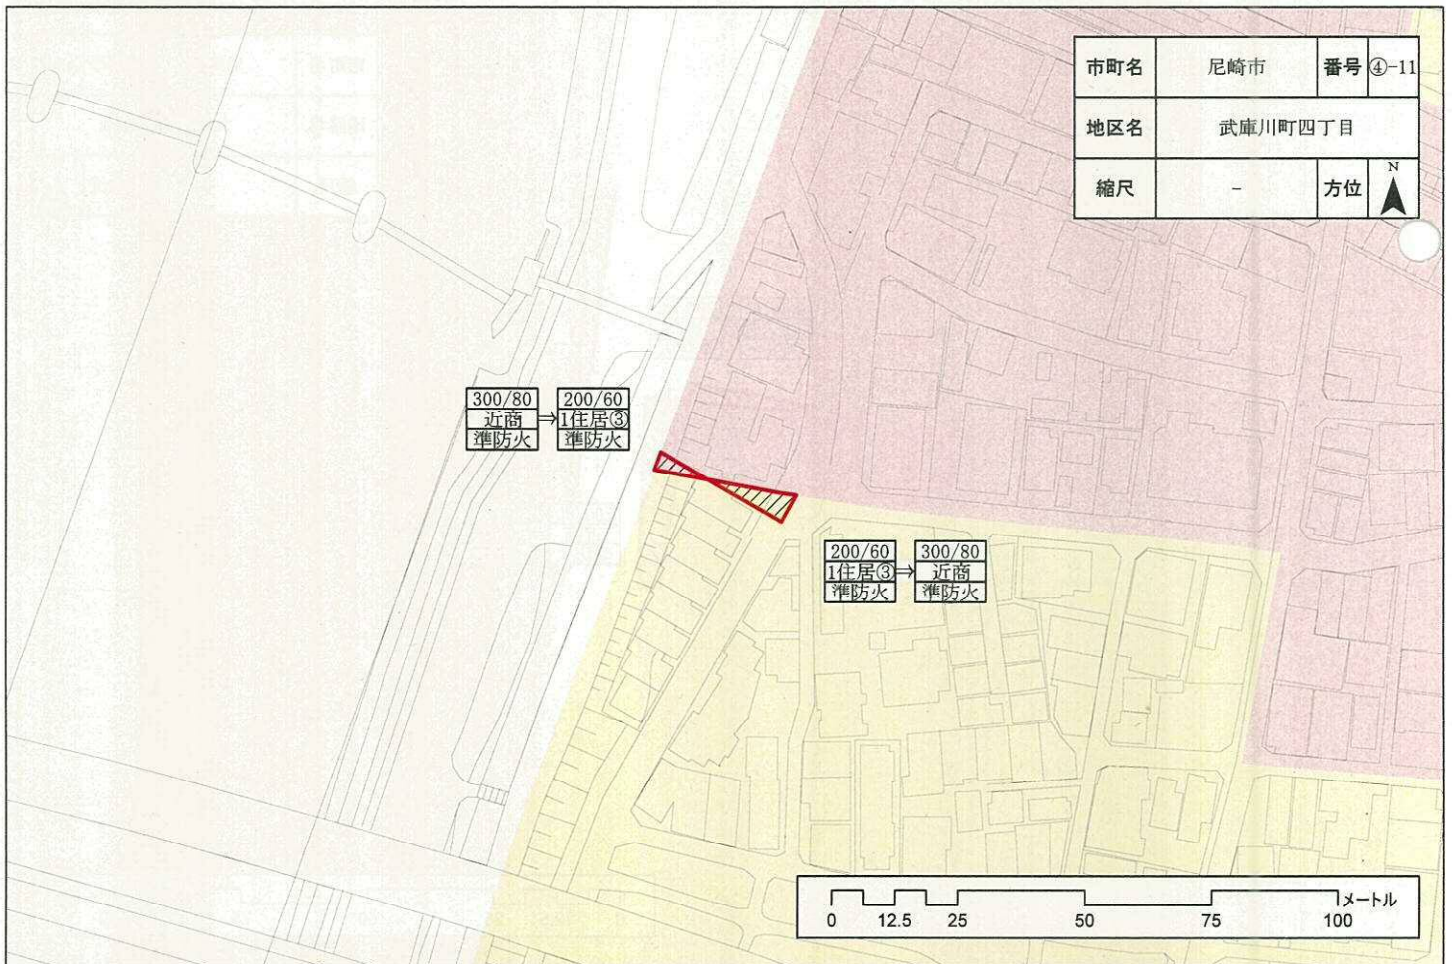 市町名 尼崎市 番号 ④-11
地区名 武庫川町四丁目
縮尺 - 方位 N
300/80 ⇒ 200/60
近商 1住居③
準防火 準防火
200/60 ⇒ 300/80
1住居③ 近商
準防火 準防火
0 12.5 25 50 75 100 メートル